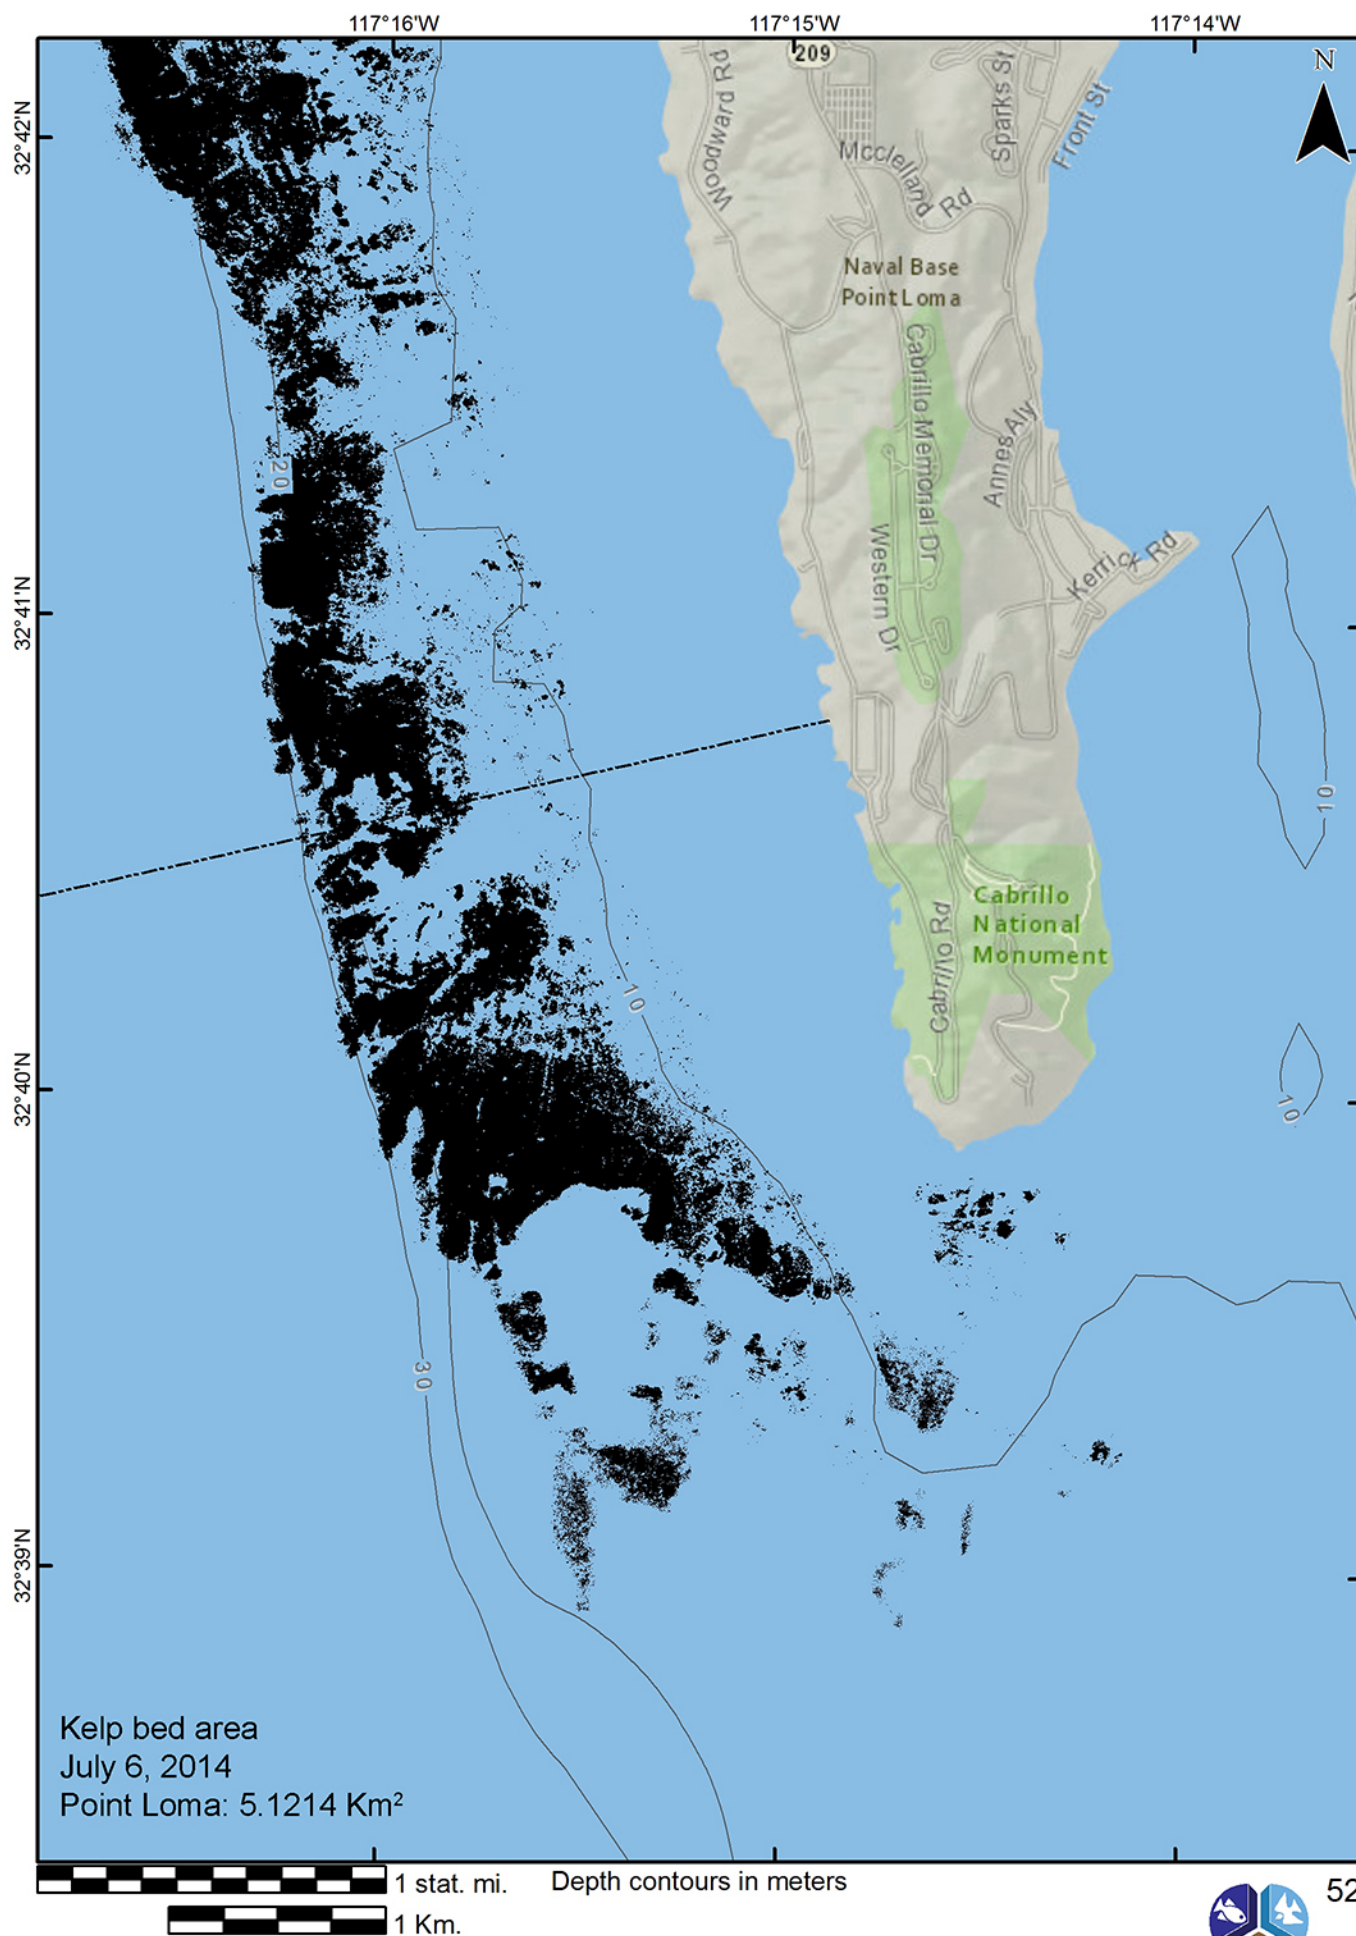 117°16'W
117°15'W
117°14'W
N
32°42'N
32°41'N
32°40'N
32°39'N
209
Woodward Rd
Mcclelland Rd
Sparks St
Front St
Naval Base
Point Loma
Cabrillo Memorial Dr
Annes Aly
Western Dr
Kerrick Rd
20
10
Cabrillo
National
Monument
Cabrillo Rd
10
10
30
Kelp bed area
July 6, 2014
Point Loma: 5.1214 Km²
1 stat. mi.
Depth contours in meters
52
1 Km.